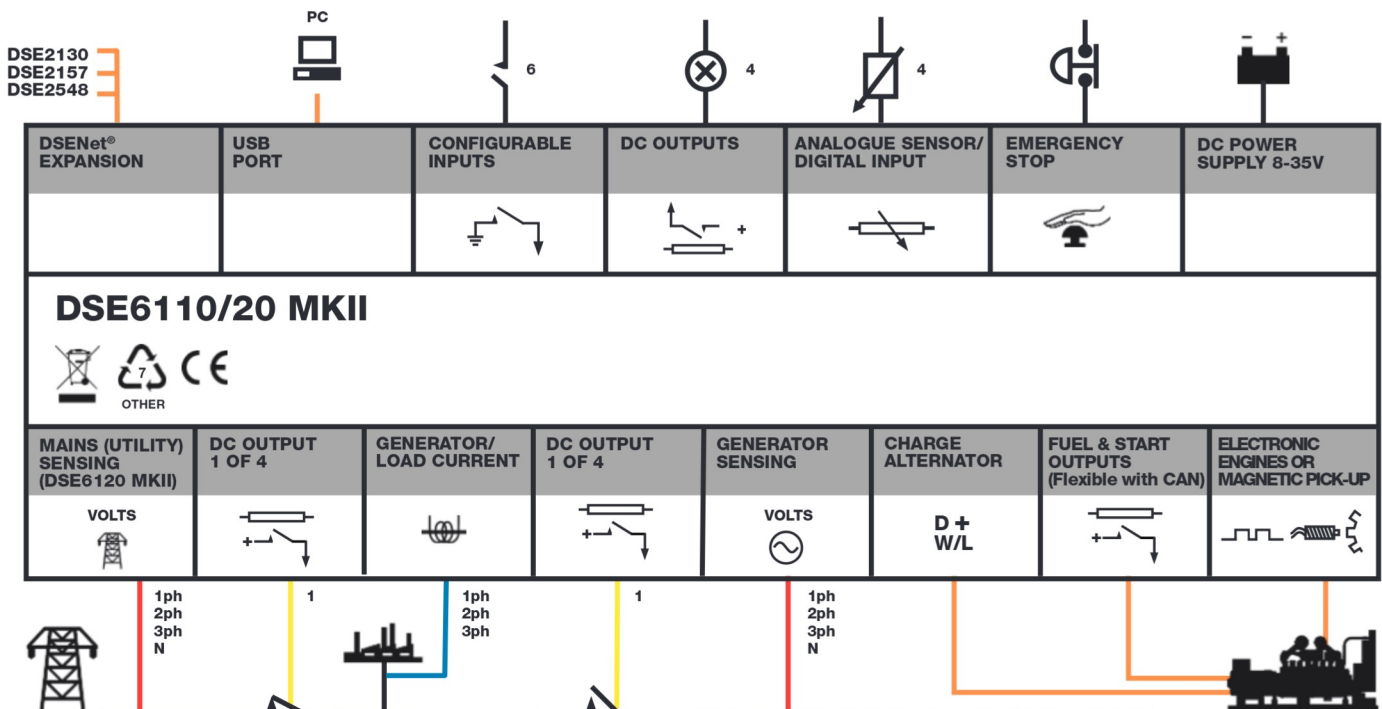 PC
DSE2130
DSE2157
DSE2548
6
4
4
- +
DSENet®
EXPANSION
USB
PORT
CONFIGURABLE
INPUTS
DC OUTPUTS
ANALOGUE SENSOR/
DIGITAL INPUT
EMERGENCY
STOP
DC POWER
SUPPLY 8-35V
+
DSE6110/20 MKII
7
OTHER
CE
MAINS (UTILITY)
SENSING
(DSE6120 MKII)
VOLTS
DC OUTPUT
1 OF 4
+
GENERATOR/
LOAD CURRENT
DC OUTPUT
1 OF 4
+
GENERATOR
SENSING
VOLTS
CHARGE
ALTERNATOR
D +
W/L
FUEL & START
OUTPUTS
(Flexible with CAN)
+
ELECTRONIC
ENGINES OR
MAGNETIC PICK-UP
1ph
2ph
3ph
N
1
1ph
2ph
3ph
1
1ph
2ph
3ph
N